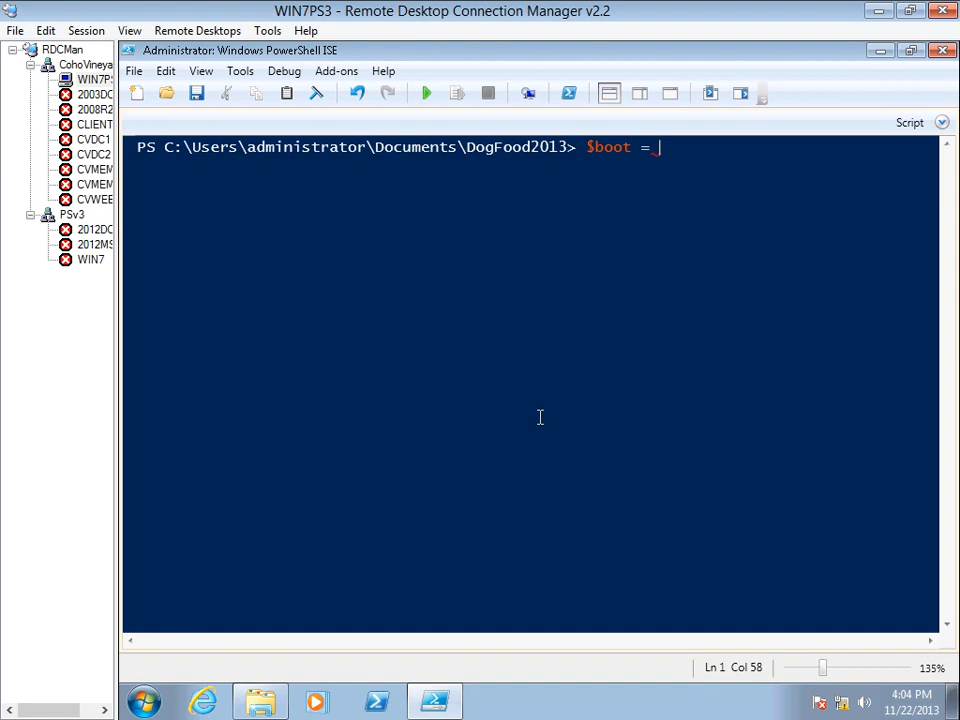 WIN7PS3 - Remote Desktop Connection Manager v2.2
File Edit Session View Remote Desktops Tools Help
RDCMan
CohoVineya
WIN7PS
2003DC
2008R2
CLIENT
CVDC1
CVDC2
CVMEM
CVMEM
CVWEE
PSv3
2012DC
2012MS
WIN7
Administrator: Windows PowerShell ISE
File Edit View Tools Debug Add-ons Help
Script
PS C:\Users\administrator\Documents\DogFood2013> $boot =
Ln 1 Col 58
135%
4:04 PM
11/22/2013